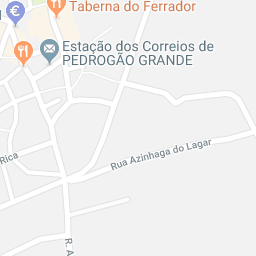 Taberna do Ferrador
€
Estação dos Correios de
PEDROGÃO GRANDE
Rua Azinhaga do Lagar
Rica
R. A